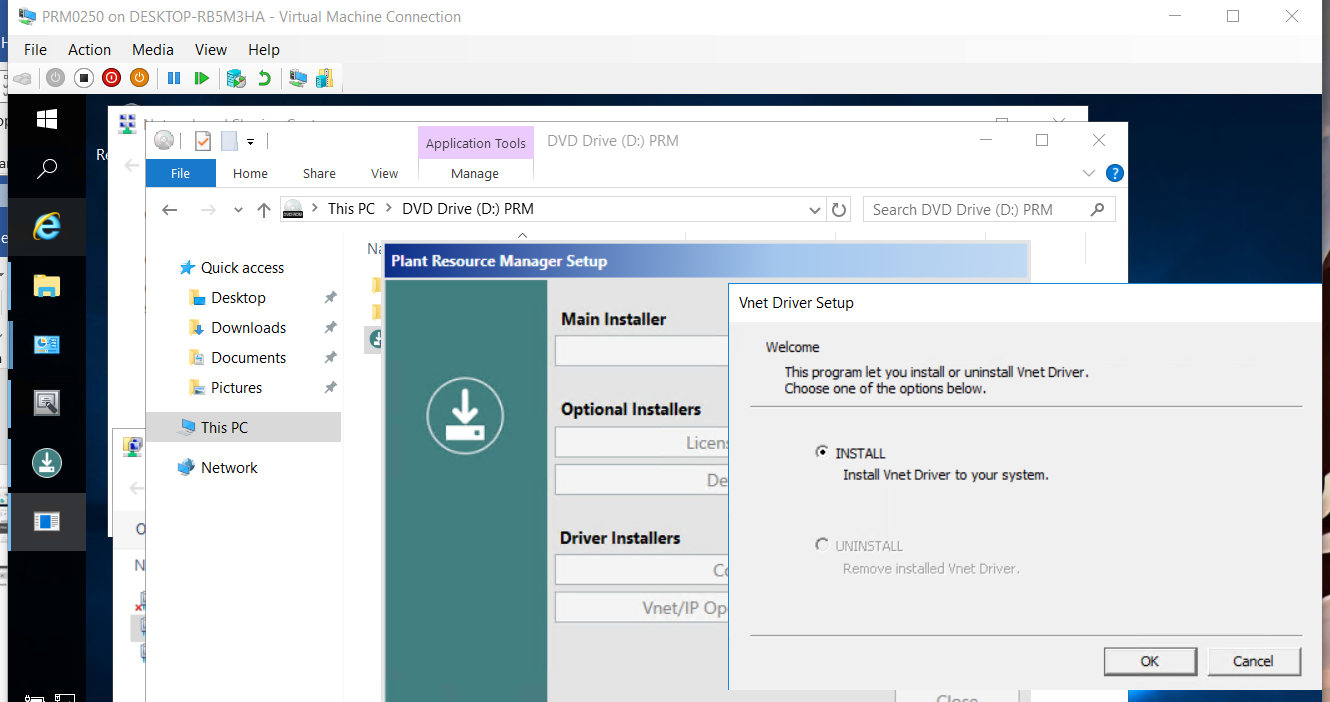 PRM0250 on DESKTOP-RB5M3HA - Virtual Machine Connection
File Action Media View Help
Application Tools
DVD Drive (D:) PRM
File Home Share View Manage
This PC > DVD Drive (D:) PRM
Search DVD Drive (D:) PRM
Quick access
Desktop
Downloads
Documents
Pictures
This PC
Network
Plant Resource Manager Setup
Main Installer
Optional Installers
Driver Installers
Vnet/IP
Close
Vnet Driver Setup
Welcome
This program let you install or uninstall Vnet Driver.
Choose one of the options below.
INSTALL
Install Vnet Driver to your system.
UNINSTALL
Remove installed Vnet Driver.
OK Cancel